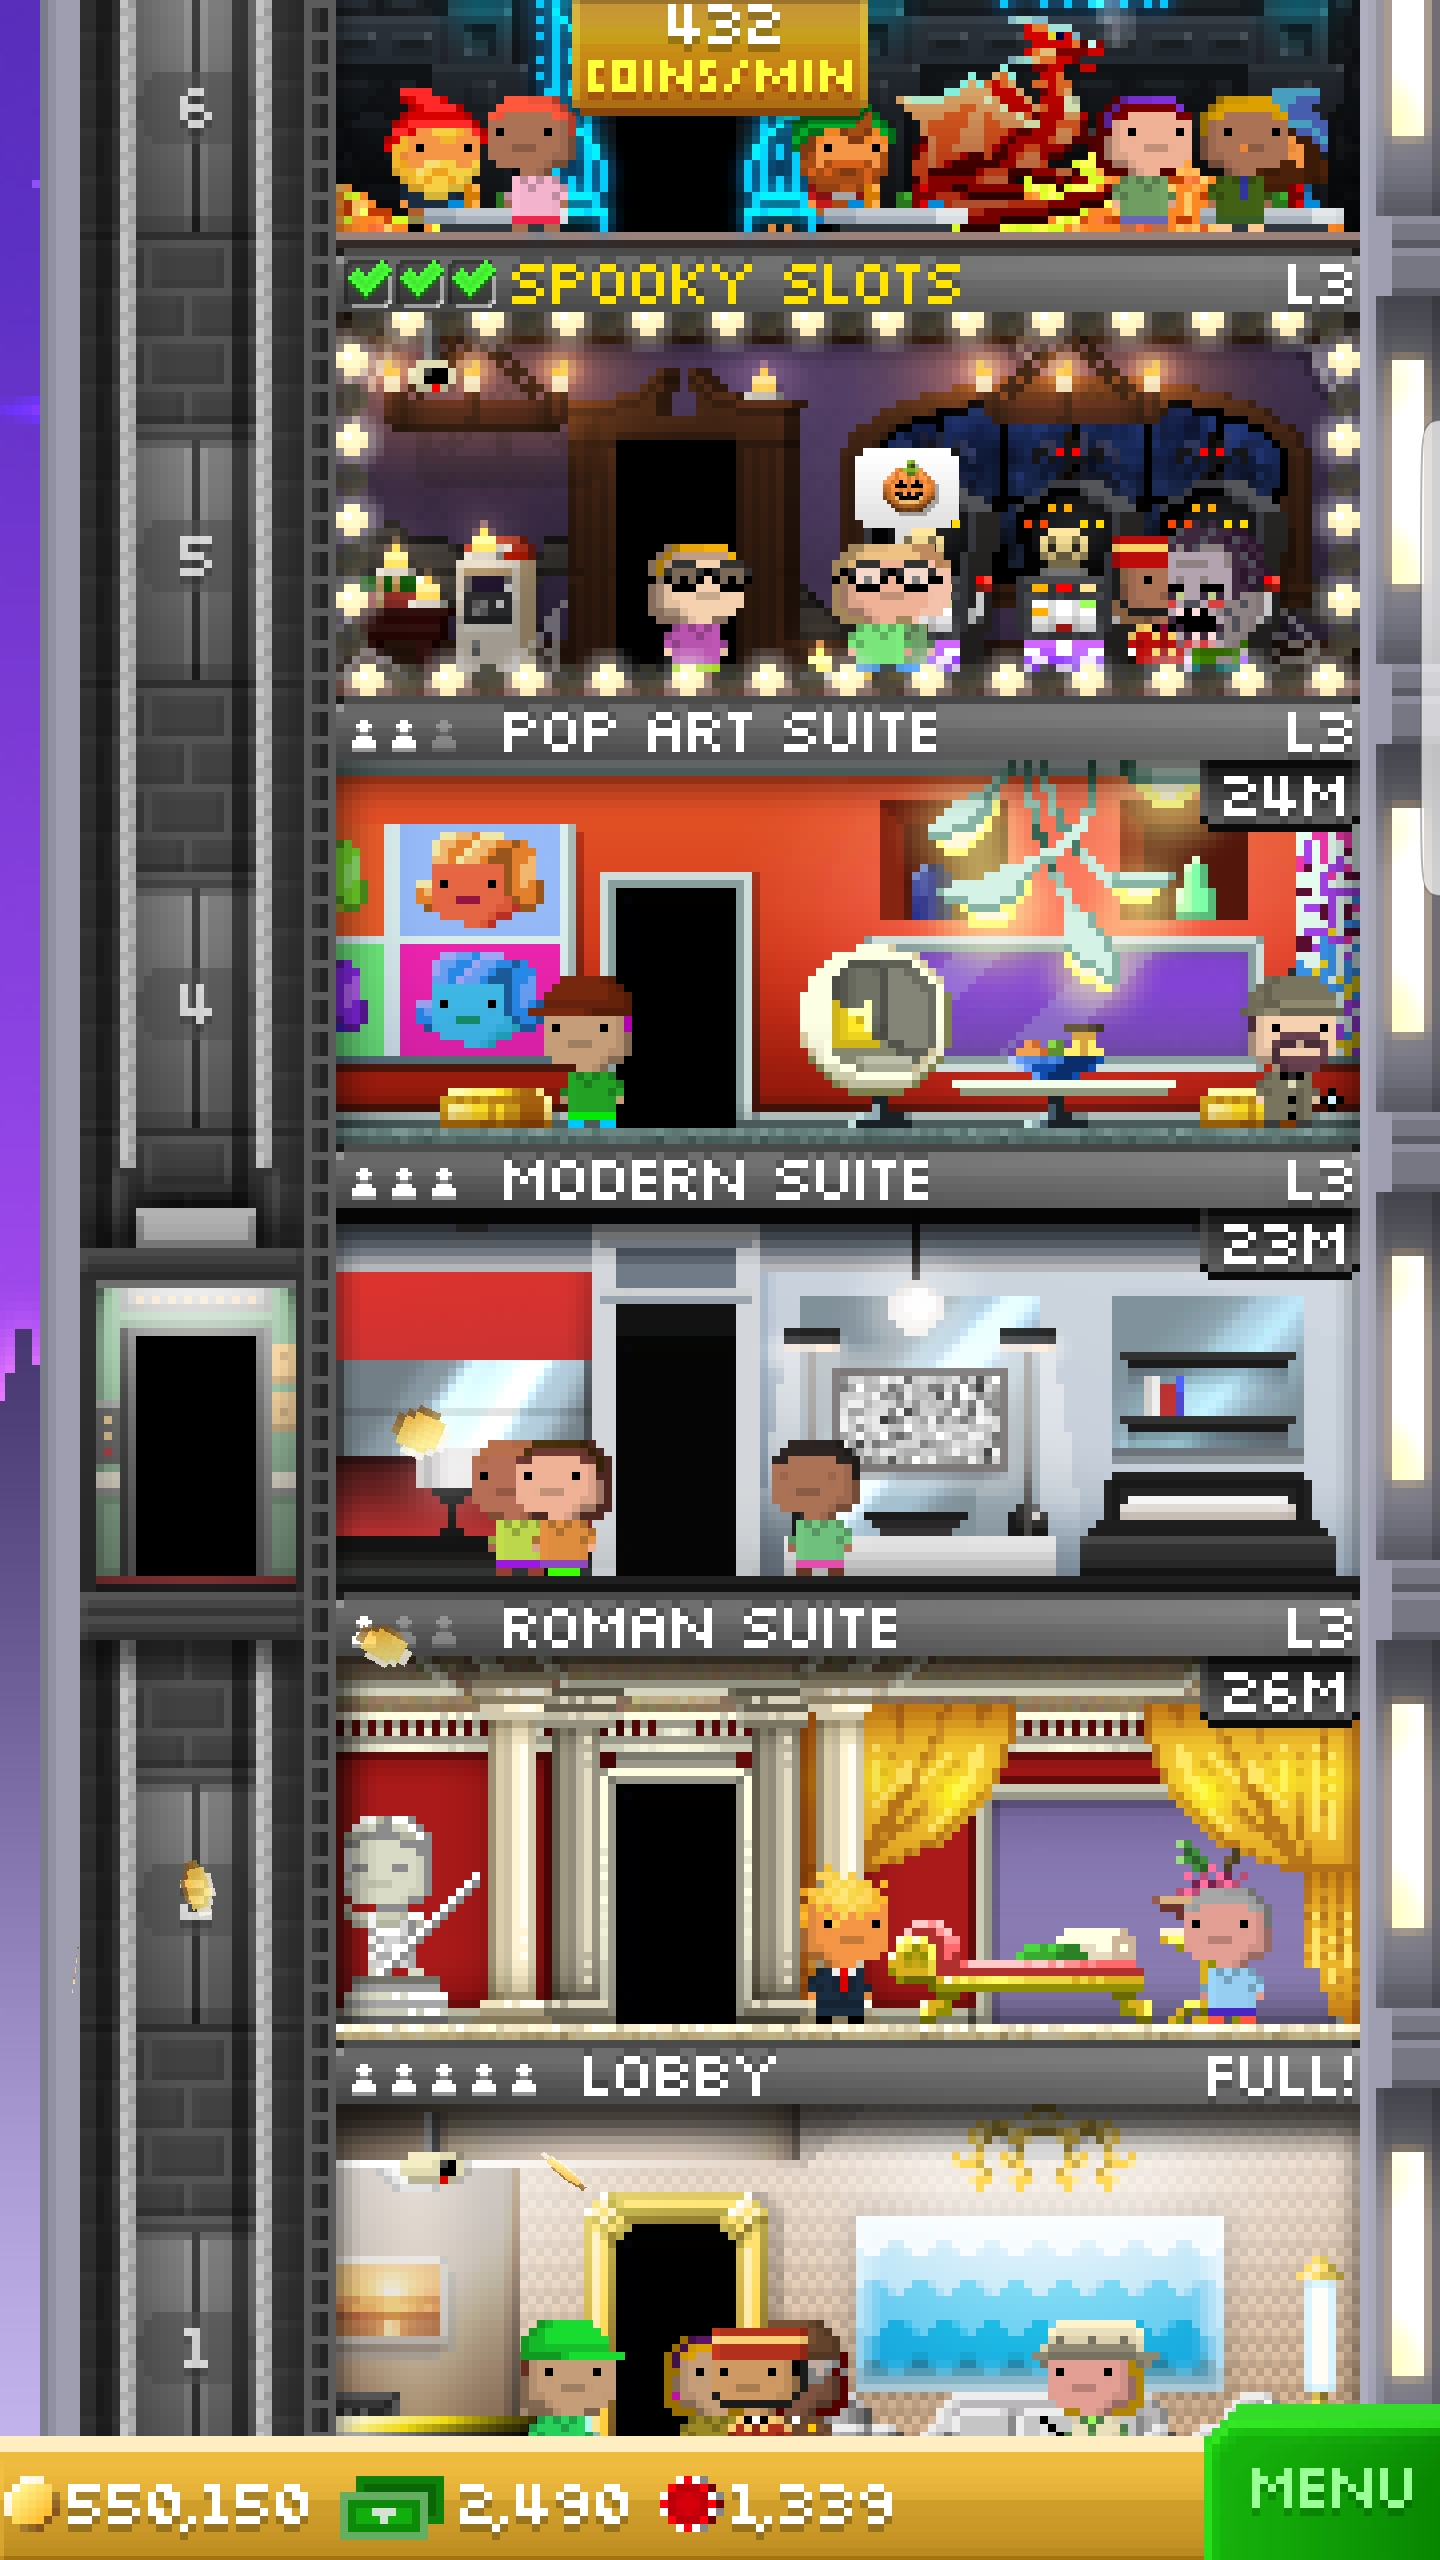 432
COINS/MIN
6
SPOOKY SLOTS L3
5
POP ART SUITE L3
24M
4
MODERN SUITE L3
23M
ROMAN SUITE L3
26M
LOBBY FULL!
1
550,150 2,490 1,339 MENU